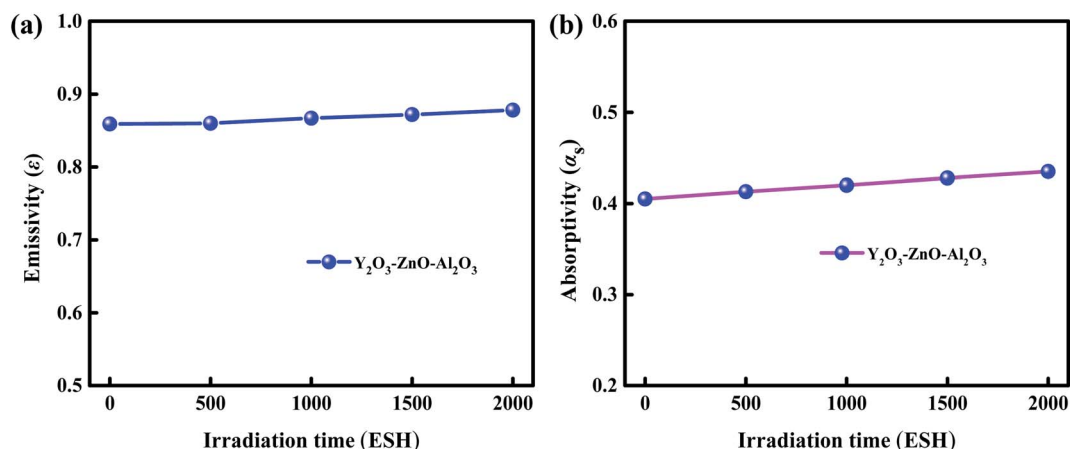 (a)
1.0
0.9
0.8
0.7
0.6
0.5
Emissivity (ε)
Y₂O₃-ZnO-Al₂O₃
0 500 1000 1500 2000
Irradiation time (ESH)
(b)
0.6
0.5
0.4
0.3
0.2
Absorptivity (αₛ)
Y₂O₃-ZnO-Al₂O₃
0 500 1000 1500 2000
Irradiation time (ESH)